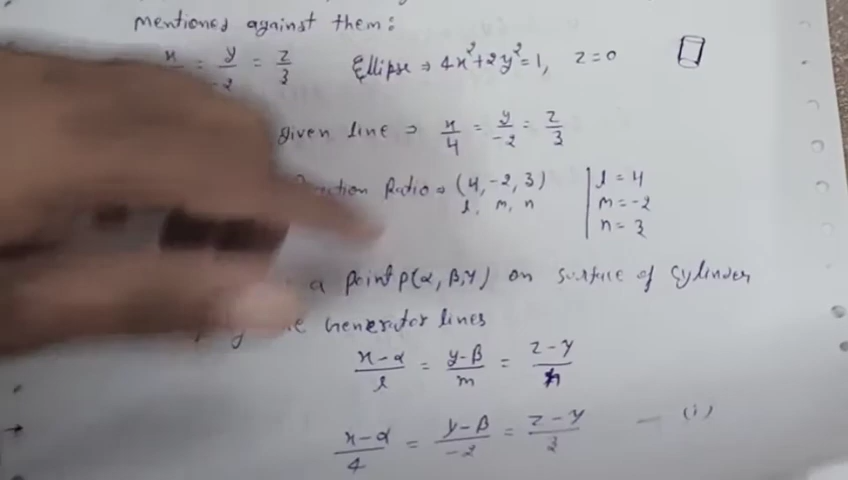 mentioned against them:
x = y/-2 = z/3 Ellipse ⇒ 4x²+2y²=1, z=0
given line ⇒ x/4 = y/-2 = z/3
Ratio ⇒ (4,-2,3) l = 4
l, m, n m = -2
n = 3
a point P(α, β, γ) on surface of cylinder
Generator lines
x-α/l = y-β/m = z-γ/n
x-α/4 = y-β/-2 = z-γ/3 — (i)